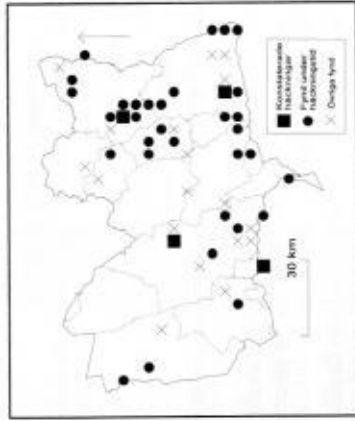 Konstaterade
häckningar
Fynd under
häckningstid
Övriga fynd
30 km